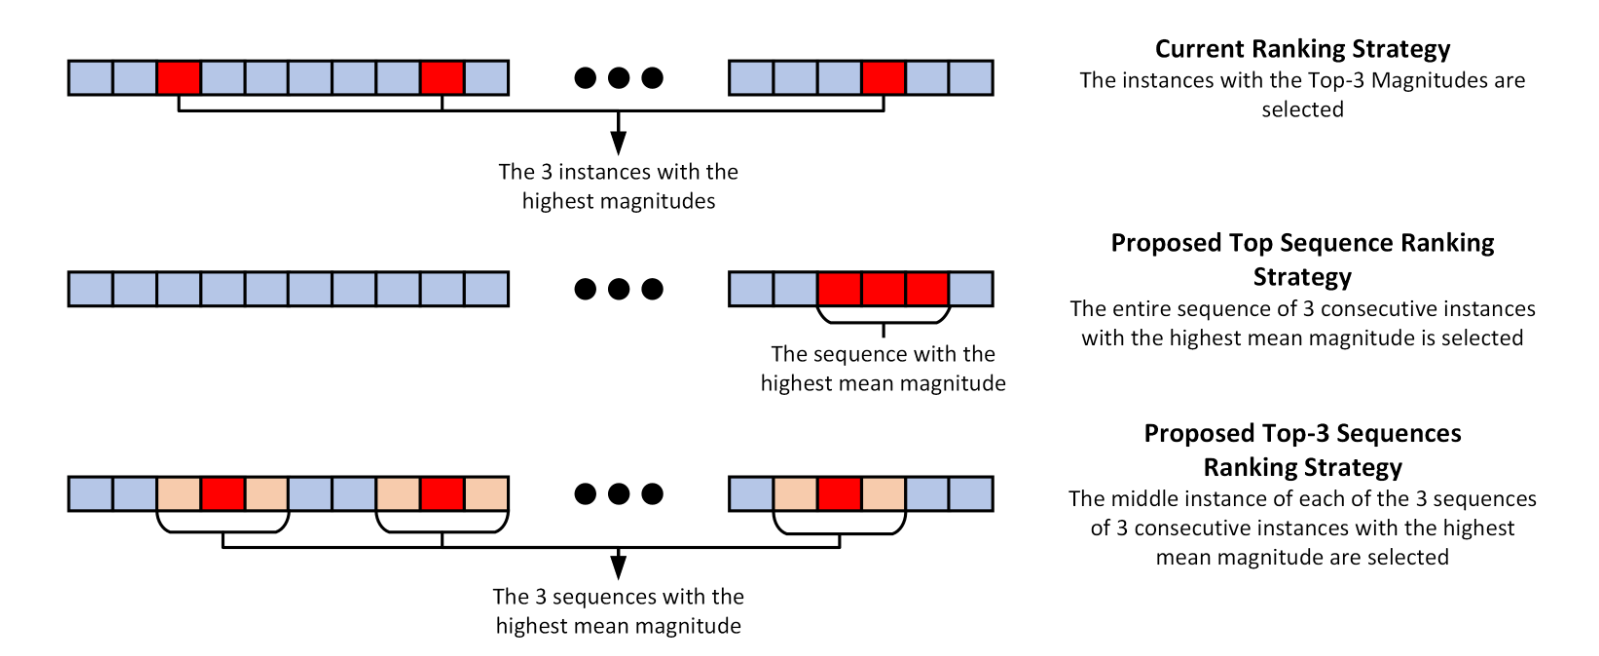 Current Ranking Strategy
The instances with the Top-3 Magnitudes are
selected
The 3 instances with the
highest magnitudes
Proposed Top Sequence Ranking
Strategy
The entire sequence of 3 consecutive instances
with the highest mean magnitude is selected
The sequence with the
highest mean magnitude
Proposed Top-3 Sequences
Ranking Strategy
The middle instance of each of the 3 sequences
of 3 consecutive instances with the highest
mean magnitude are selected
The 3 sequences with the
highest mean magnitude